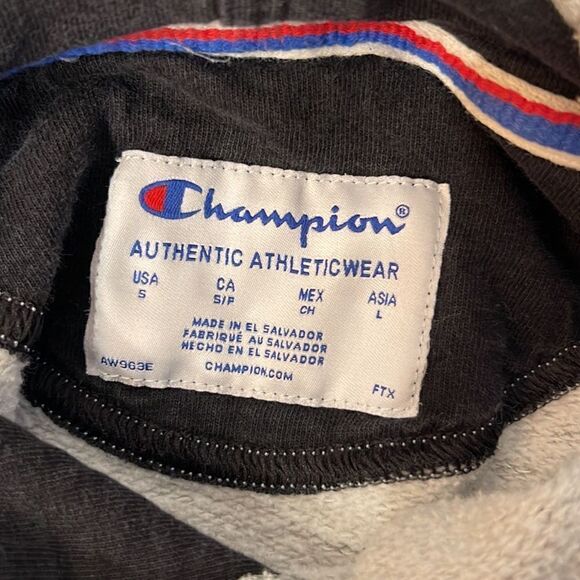 Champion®
AUTHENTIC ATHLETICWEAR
USA CA MEX ASIA
S S/P CH L
MADE IN EL SALVADOR
FABRIQUÉ AU SALVADOR
HECHO EN EL SALVADOR
AW963E CHAMPION.COM FTX